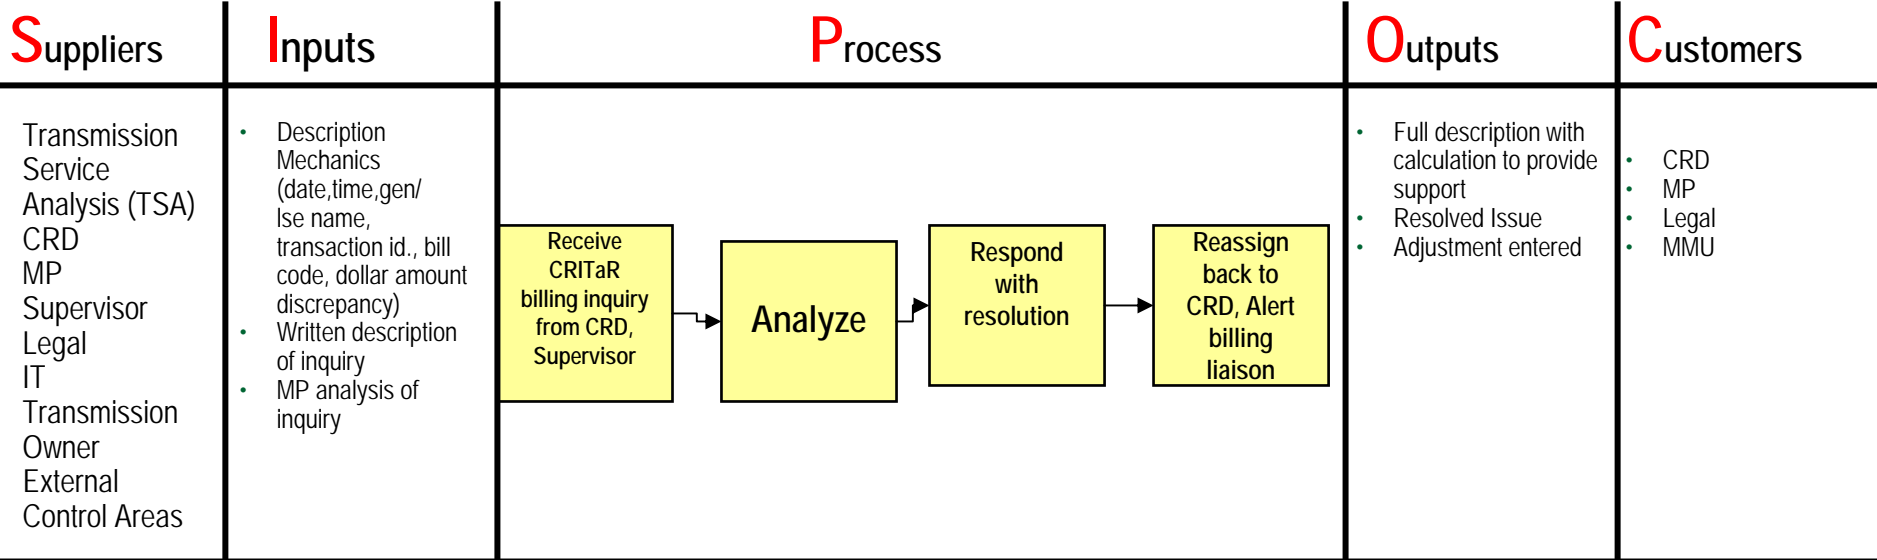 Suppliers
Inputs
Process
Outputs
Customers
Transmission
Service
Analysis (TSA)
CRD
MP
Supervisor
Legal
IT
Transmission
Owner
External
Control Areas
• Description
Mechanics
(date,time,gen/
lse name,
transaction id., bill
code, dollar amount
discrepancy)
• Written description
of inquiry
• MP analysis of
inquiry
Receive
CRITaR
billing inquiry
from CRD,
Supervisor
Analyze
Respond
with
resolution
Reassign
back to
CRD, Alert
billing
liaison
• Full description with
calculation to provide
support
• Resolved Issue
• Adjustment entered
• CRD
• MP
• Legal
• MMU